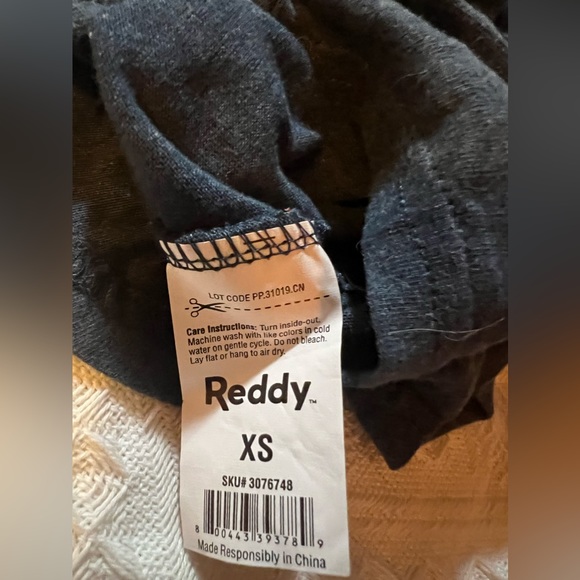 LOT CODE PP.31019.CN
Care Instructions: Turn inside-out.
Machine wash with like colors in cold
water on gentle cycle. Do not bleach.
Lay flat or hang to air dry.
Reddy™
XS
SKU# 3076748
8 00443 39378 9
Made Responsibly in China